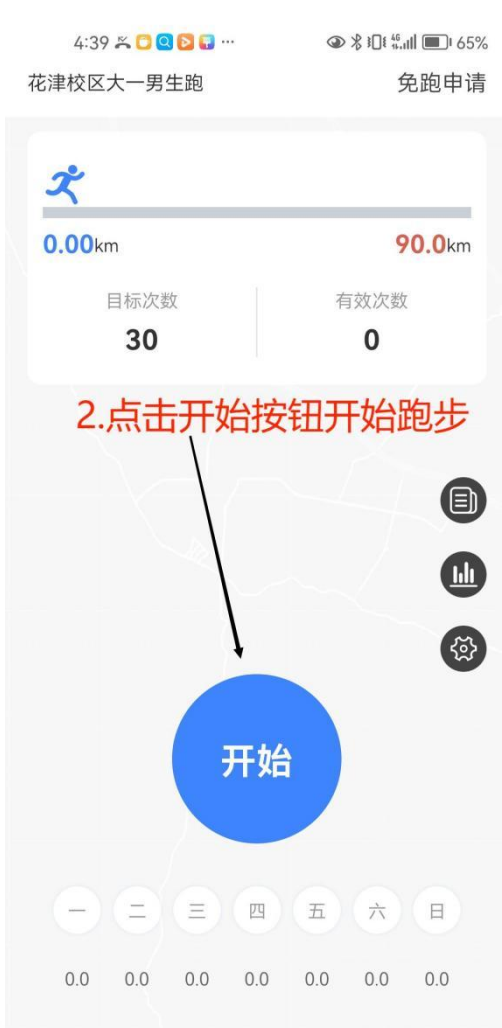 4:39 ··· 4G 65%
花津校区大一男生跑 免跑申请
0.00km 90.0km
目标次数 有效次数
30 0
2.点击开始按钮开始跑步
开始
一 二 三 四 五 六 日
0.0 0.0 0.0 0.0 0.0 0.0 0.0